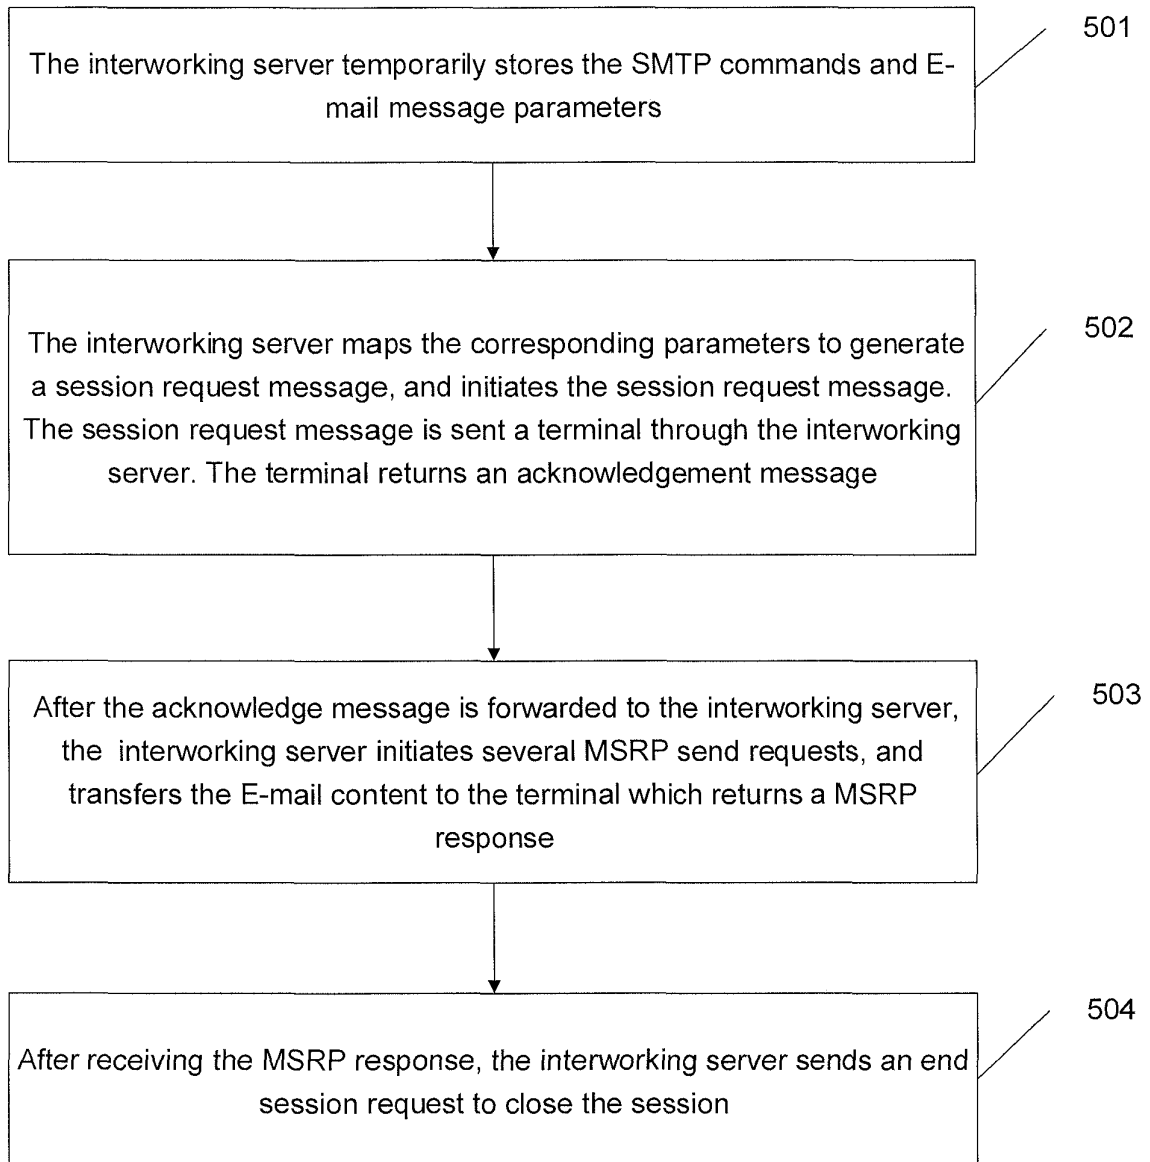 501
The interworking server temporarily stores the SMTP commands and E-
mail message parameters
502
The interworking server maps the corresponding parameters to generate
a session request message, and initiates the session request message.
The session request message is sent a terminal through the interworking
server. The terminal returns an acknowledgement message
503
After the acknowledge message is forwarded to the interworking server,
the interworking server initiates several MSRP send requests, and
transfers the E-mail content to the terminal which returns a MSRP
response
504
After receiving the MSRP response, the interworking server sends an end
session request to close the session